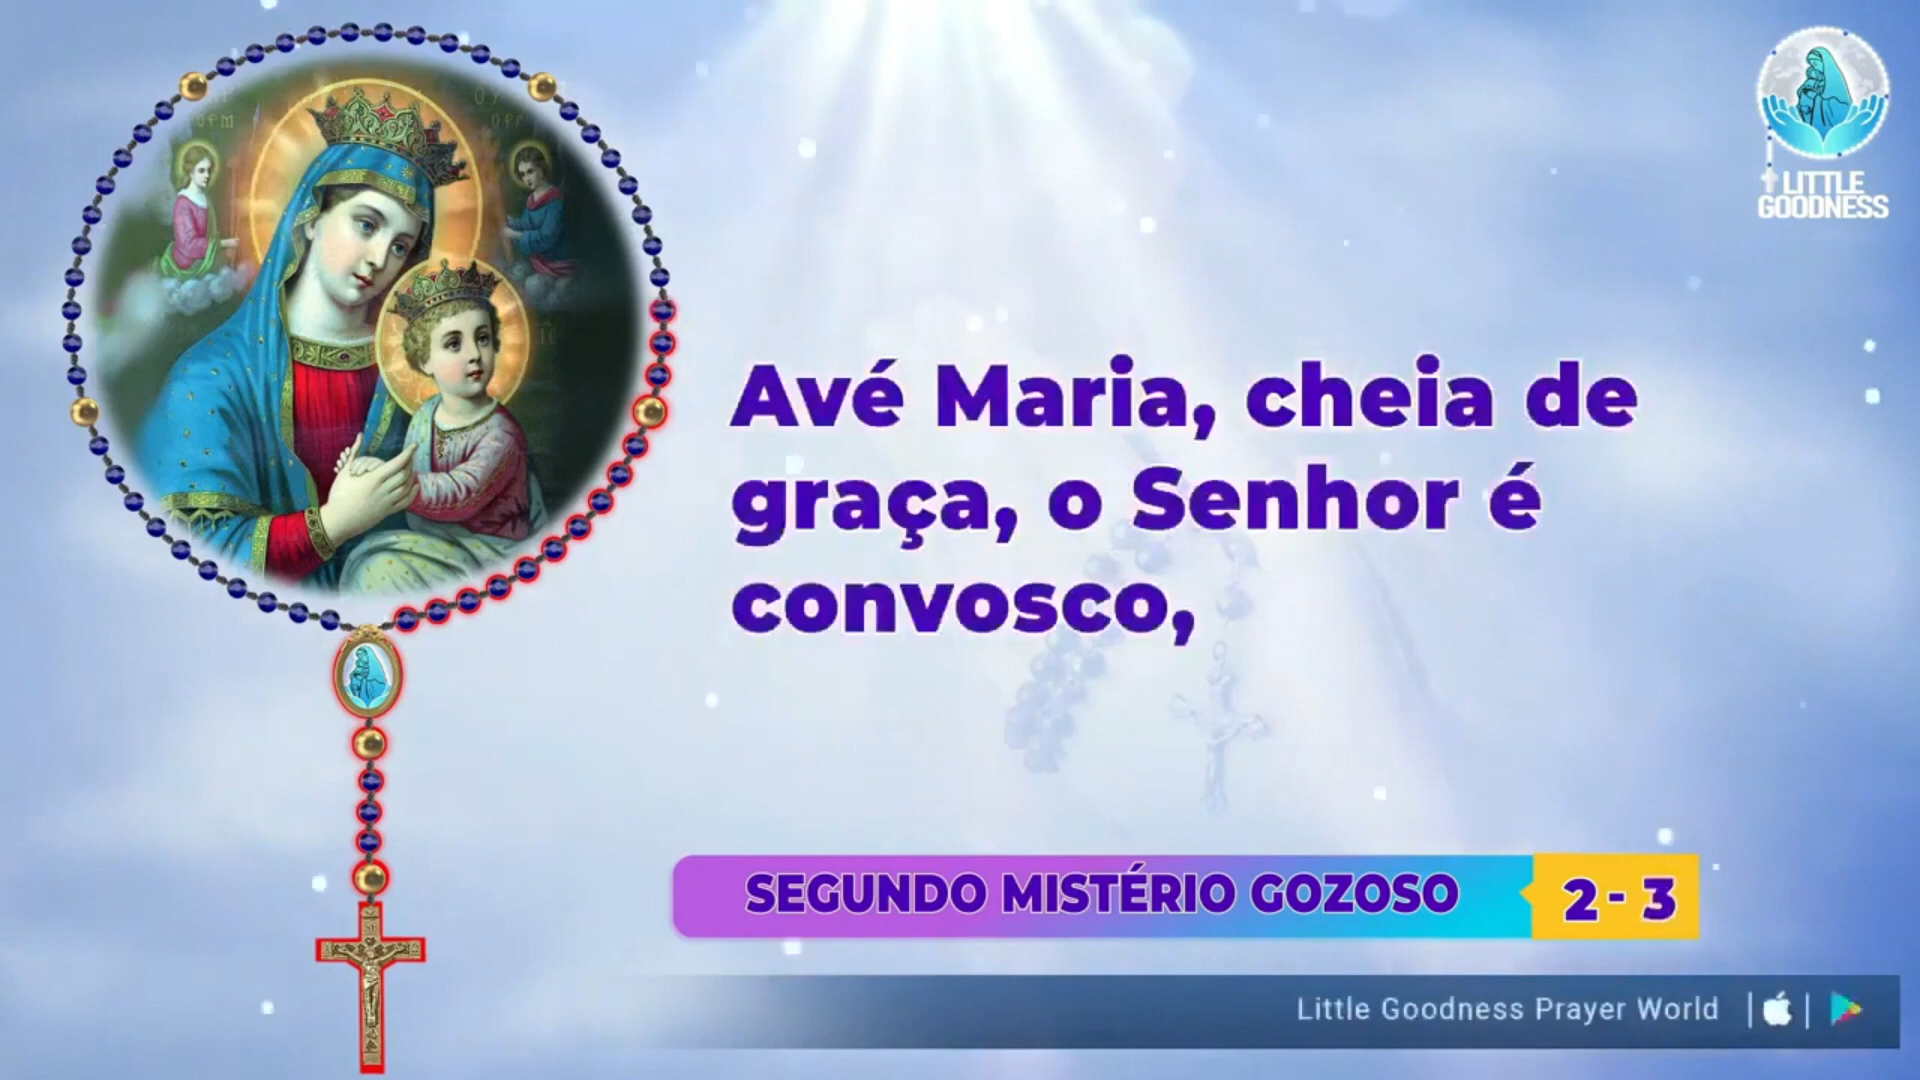 LITTLE
GOODNESS
Avé Maria, cheia de
graça, o Senhor é
convosco,
SEGUNDO MISTÉRIO GOZOSO
2 - 3
Little Goodness Prayer World